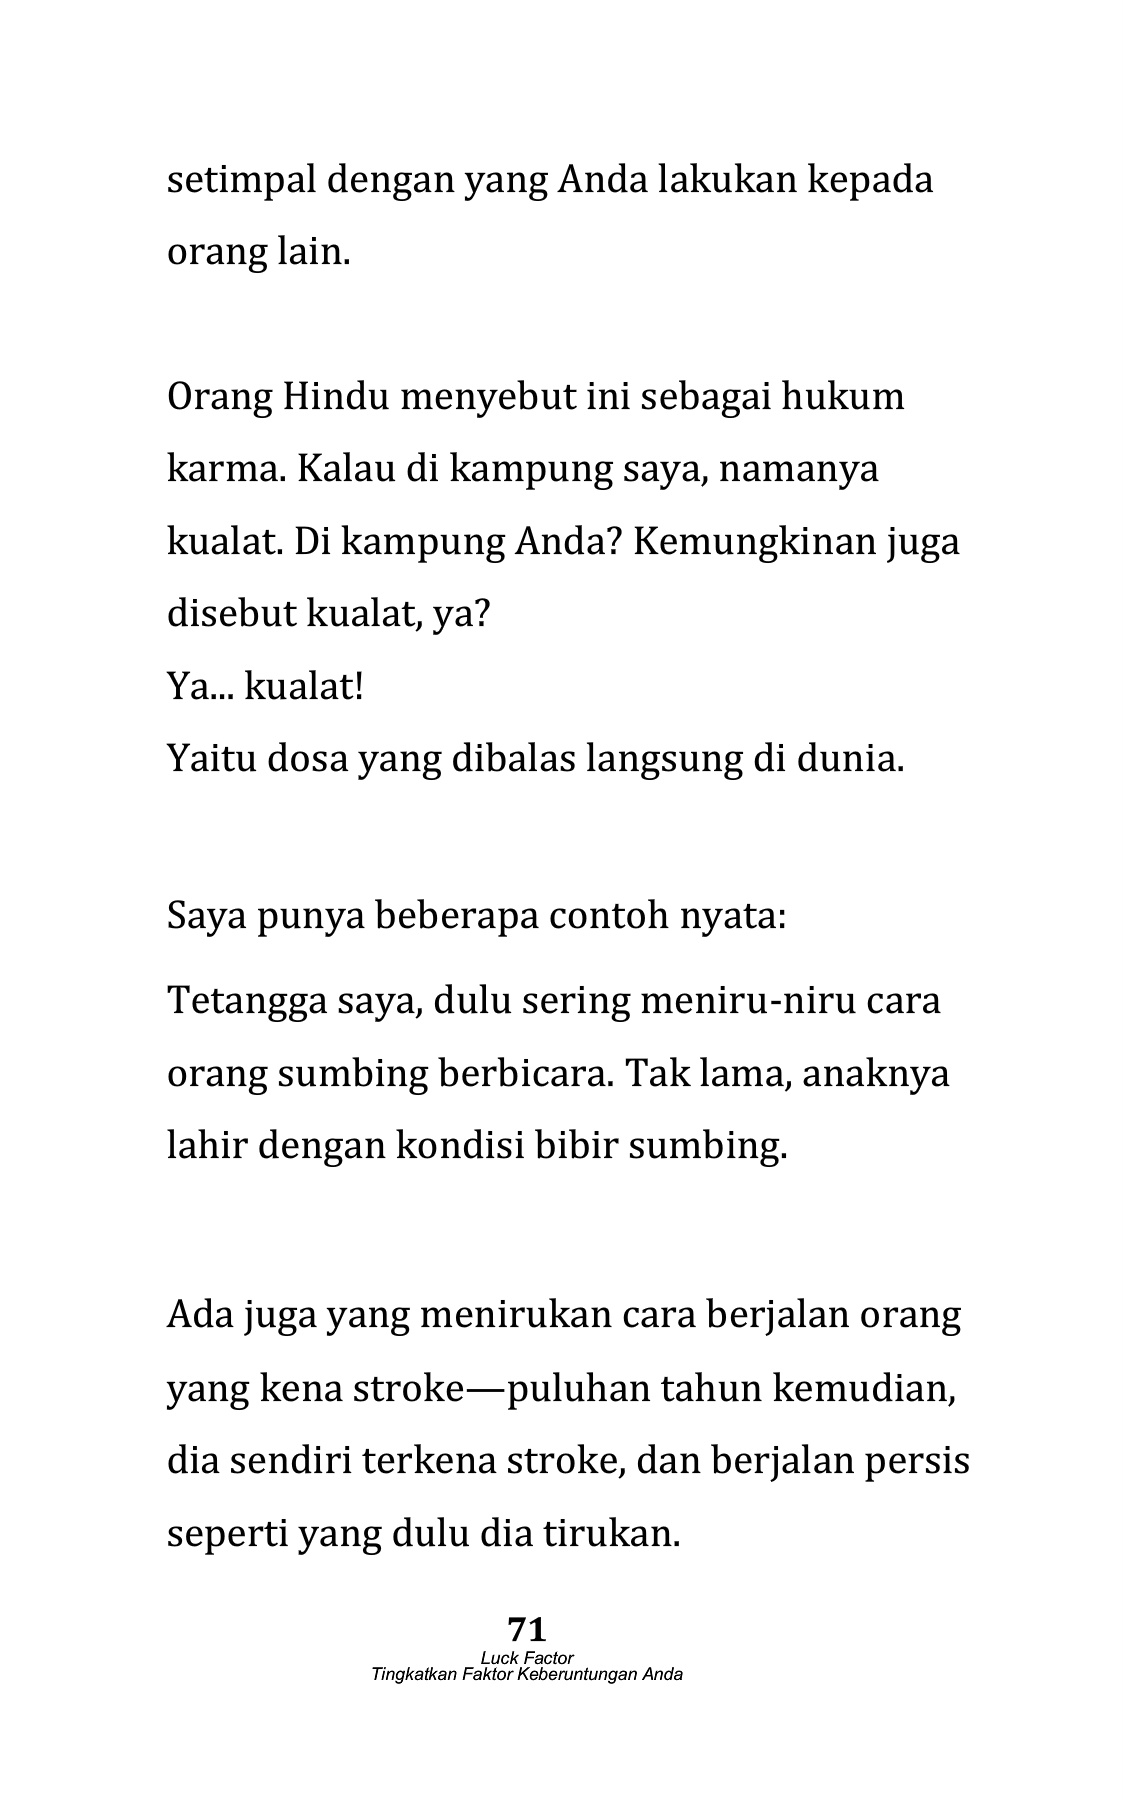 setimpal dengan yang Anda lakukan kepada
orang lain.
Orang Hindu menyebut ini sebagai hukum
karma. Kalau di kampung saya, namanya
kualat. Di kampung Anda? Kemungkinan juga
disebut kualat, ya?
Ya... kualat!
Yaitu dosa yang dibalas langsung di dunia.
Saya punya beberapa contoh nyata:
Tetangga saya, dulu sering meniru-niru cara
orang sumbing berbicara. Tak lama, anaknya
lahir dengan kondisi bibir sumbing.
Ada juga yang menirukan cara berjalan orang
yang kena stroke—puluhan tahun kemudian,
dia sendiri terkena stroke, dan berjalan persis
seperti yang dulu dia tirukan.
71
Luck Factor
Tingkatkan Faktor Keberuntungan Anda